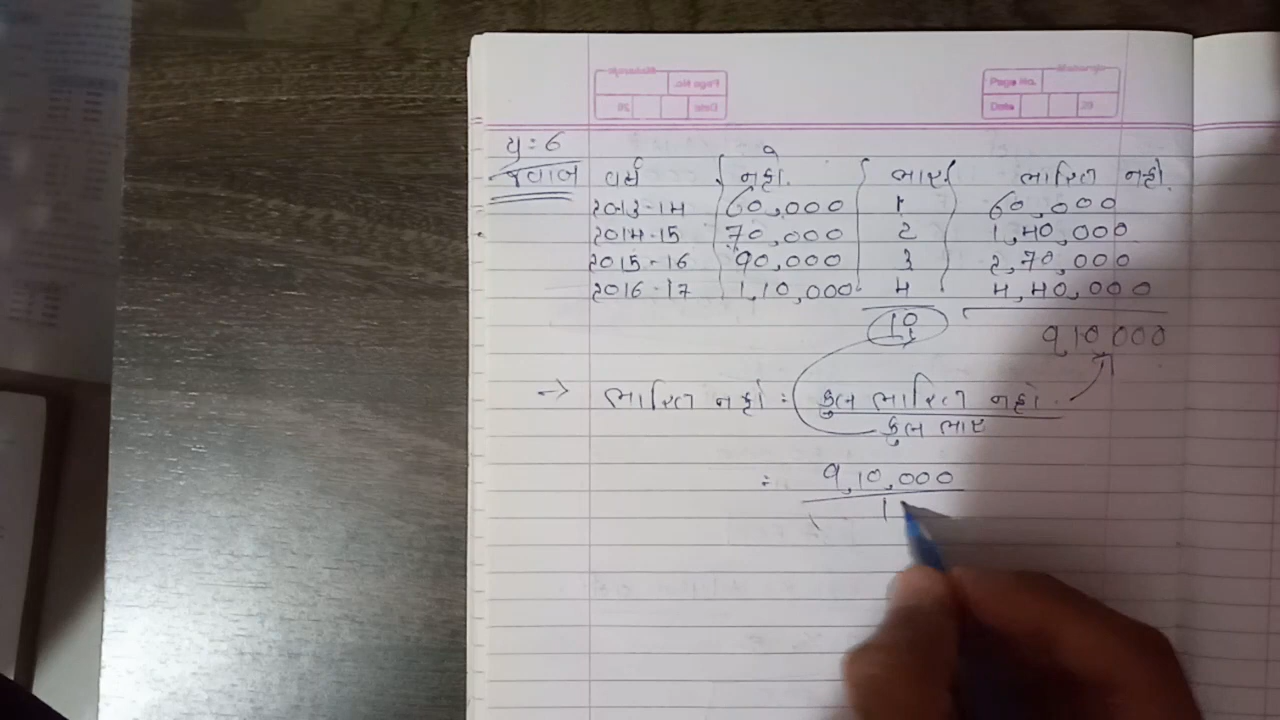 પ્ર : 6
જવાબ વર્ષ નફો. ભાર ભારિત નફો.
2013-14 60,000 1 60,000
2014-15 70,000 2 1,40,000
2015-16 90,000 3 2,70,000
2016-17 1,10,000 4 4,40,000
10 910,000
→ ભારિત નફો = કુલ ભારિત નફો.
કુલ ભાર
= 9,10,000
1